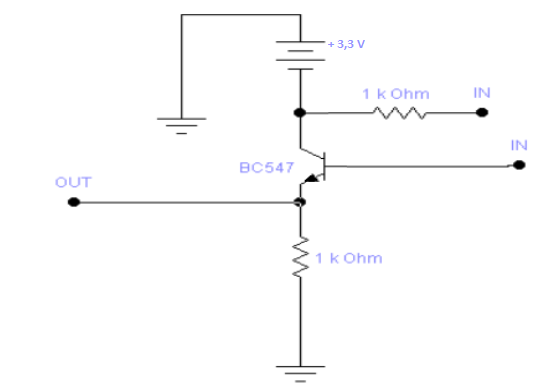 + 3,3 V
1 k Ohm
IN
IN
BC547
OUT
1 k Ohm